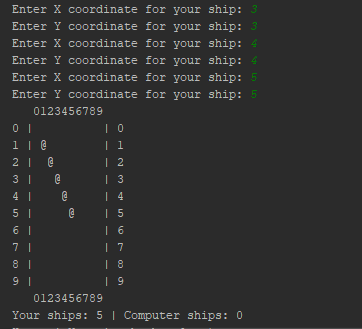 Enter X coordinate for your ship: 3
Enter Y coordinate for your ship: 3
Enter X coordinate for your ship: 4
Enter Y coordinate for your ship: 4
Enter X coordinate for your ship: 5
Enter Y coordinate for your ship: 5
   0123456789
0 |          | 0
1 | @        | 1
2 |  @       | 2
3 |   @      | 3
4 |    @     | 4
5 |     @    | 5
6 |          | 6
7 |          | 7
8 |          | 8
9 |          | 9
   0123456789
Your ships: 5 | Computer ships: 0